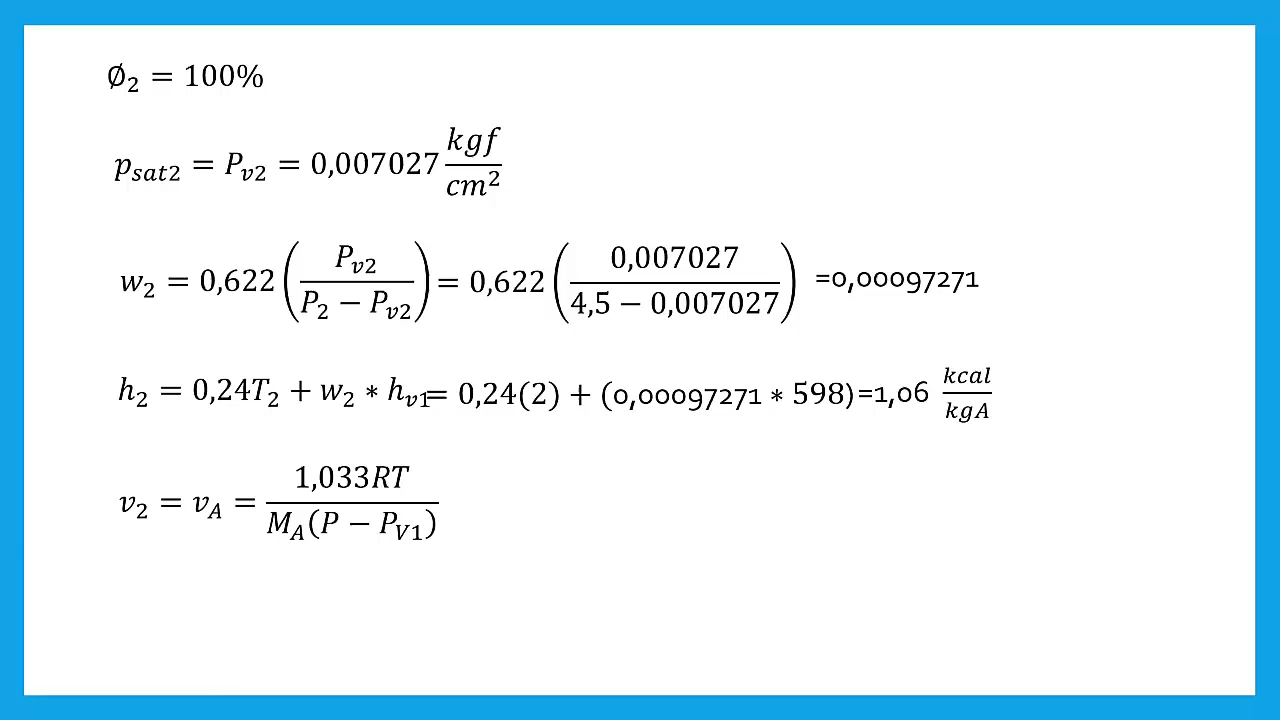 ∅₂ = 100%
p_sat2 = P_v2 = 0,007027 kgf/cm²
w₂ = 0,622 (P_v2/(P₂ − P_v2)) = 0,622 (0,007027/(4,5 − 0,007027)) =0,00097271
h₂ = 0,24T₂ + w₂ ∗ h_v1 = 0,24(2) + (0,00097271 ∗ 598)=1,06 kcal/kgA
v₂ = v_A = 1,033RT/(M_A(P − P_V1))